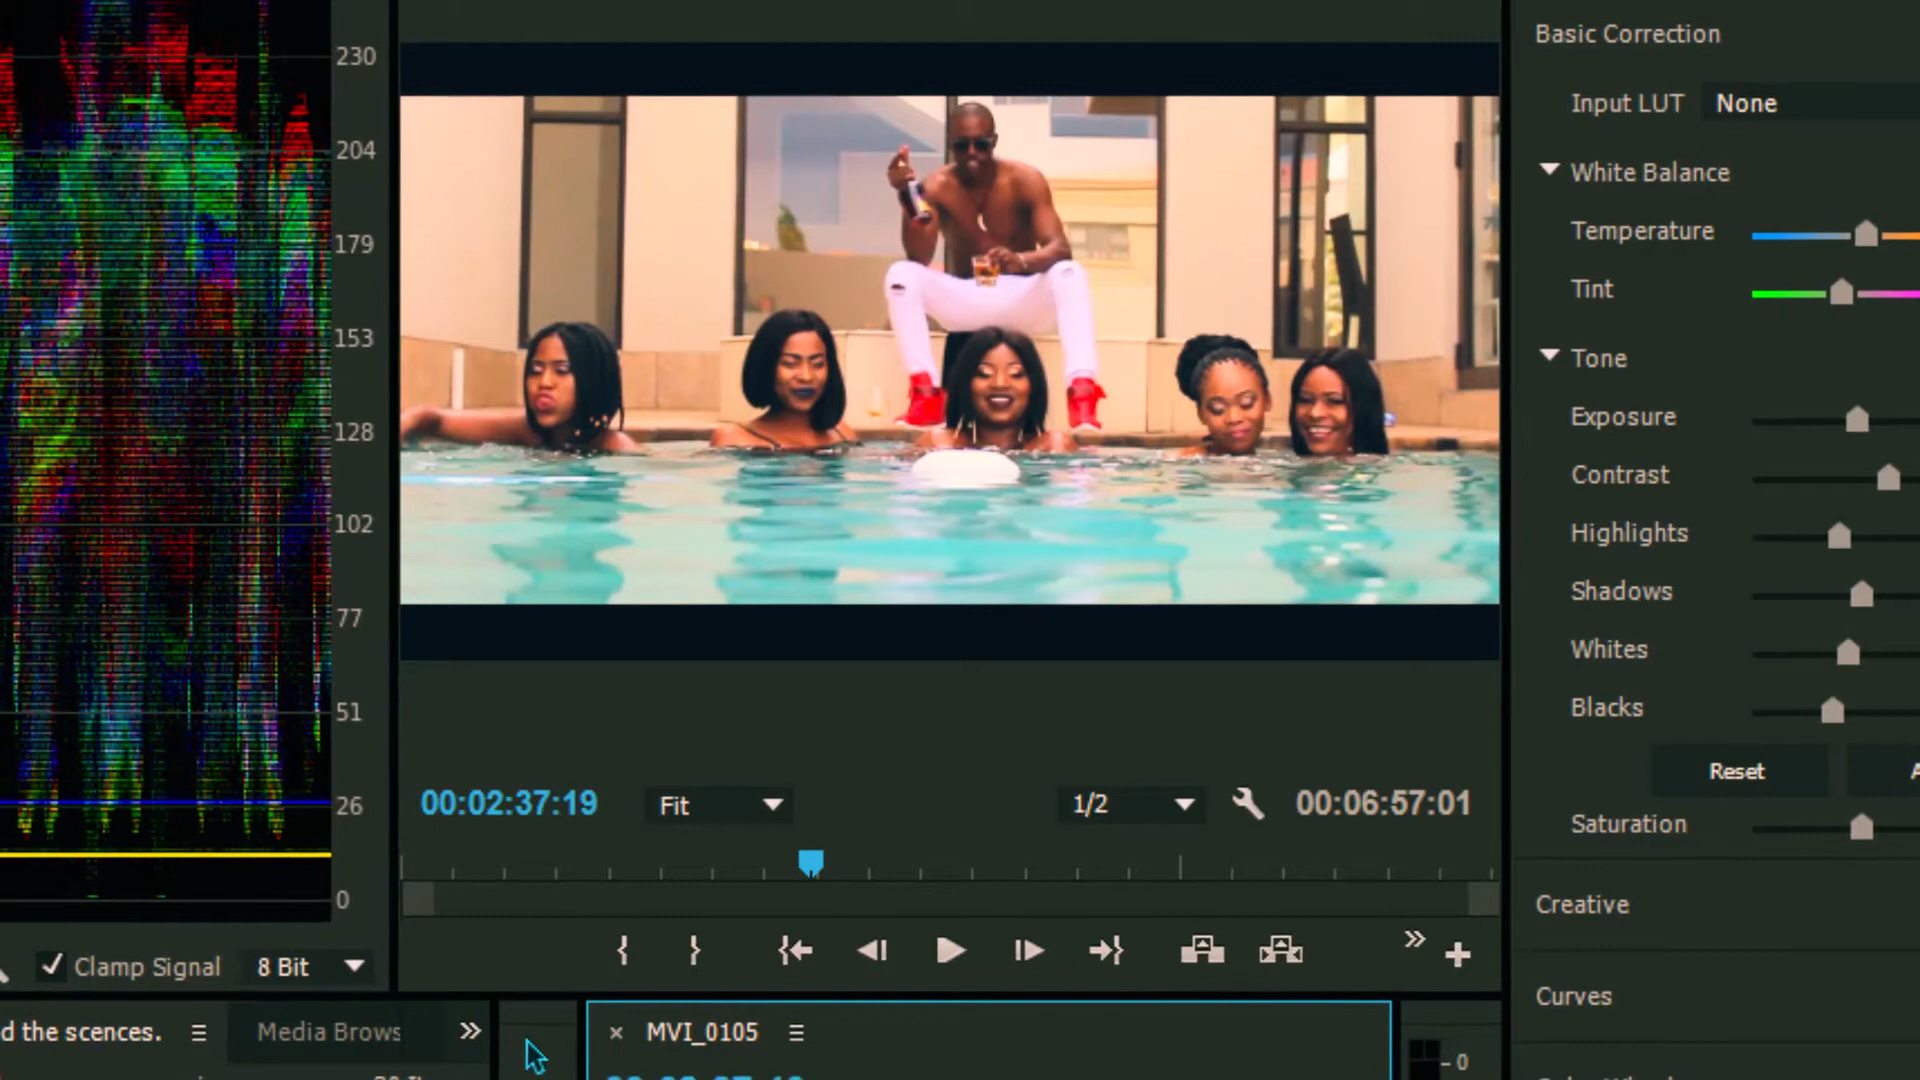 230
204
179
153
128
102
77
51
26
0
Clamp Signal
8 Bit
00:02:37:19
Fit
1/2
00:06:57:01
Basic Correction
Input LUT None
White Balance
Temperature
Tint
Tone
Exposure
Contrast
Highlights
Shadows
Whites
Blacks
Reset
Saturation
Creative
Curves
d the scences.
Media Brows
MVI_0105
0